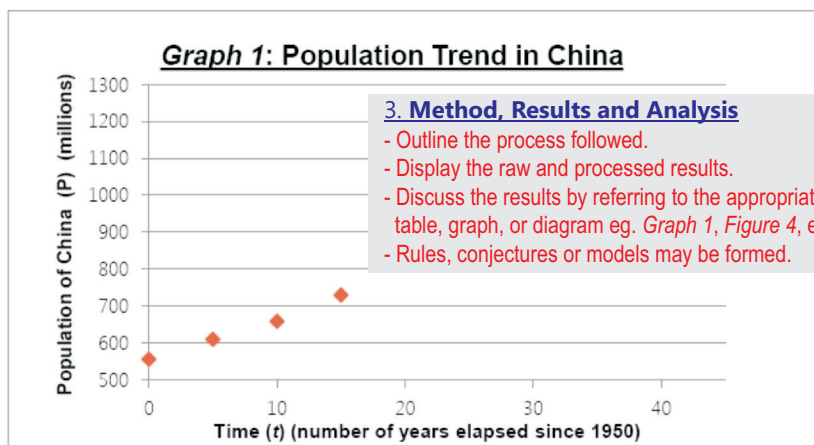 Graph 1: Population Trend in China
Population of China (P) (millions)
1300
1200
1100
1000
900
800
700
600
500
3. Method, Results and Analysis
- Outline the process followed.
- Display the raw and processed results.
- Discuss the results by referring to the appropriat
table, graph, or diagram eg. Graph 1, Figure 4, e
- Rules, conjectures or models may be formed.
0 10 20 30 40
Time (t) (number of years elapsed since 1950)